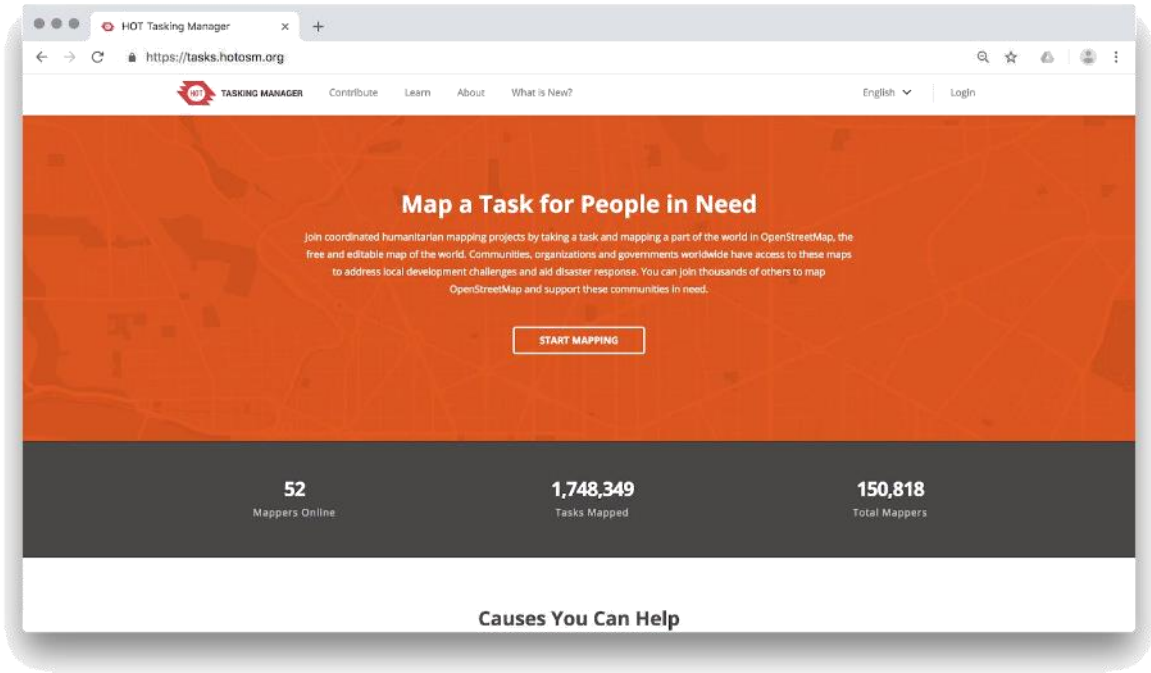 HOT Tasking Manager
https://tasks.hotosm.org
HOT TASKING MANAGER Contribute Learn About What is New? English Login
Map a Task for People in Need
Join coordinated humanitarian mapping projects by taking a task and mapping a part of the world in OpenStreetMap, the
free and editable map of the world. Communities, organizations and governments worldwide have access to these maps
to address local development challenges and aid disaster response. You can join thousands of others to map
OpenStreetMap and support these communities in need.
START MAPPING
52 1,748,349 150,818
Mappers Online Tasks Mapped Total Mappers
Causes You Can Help